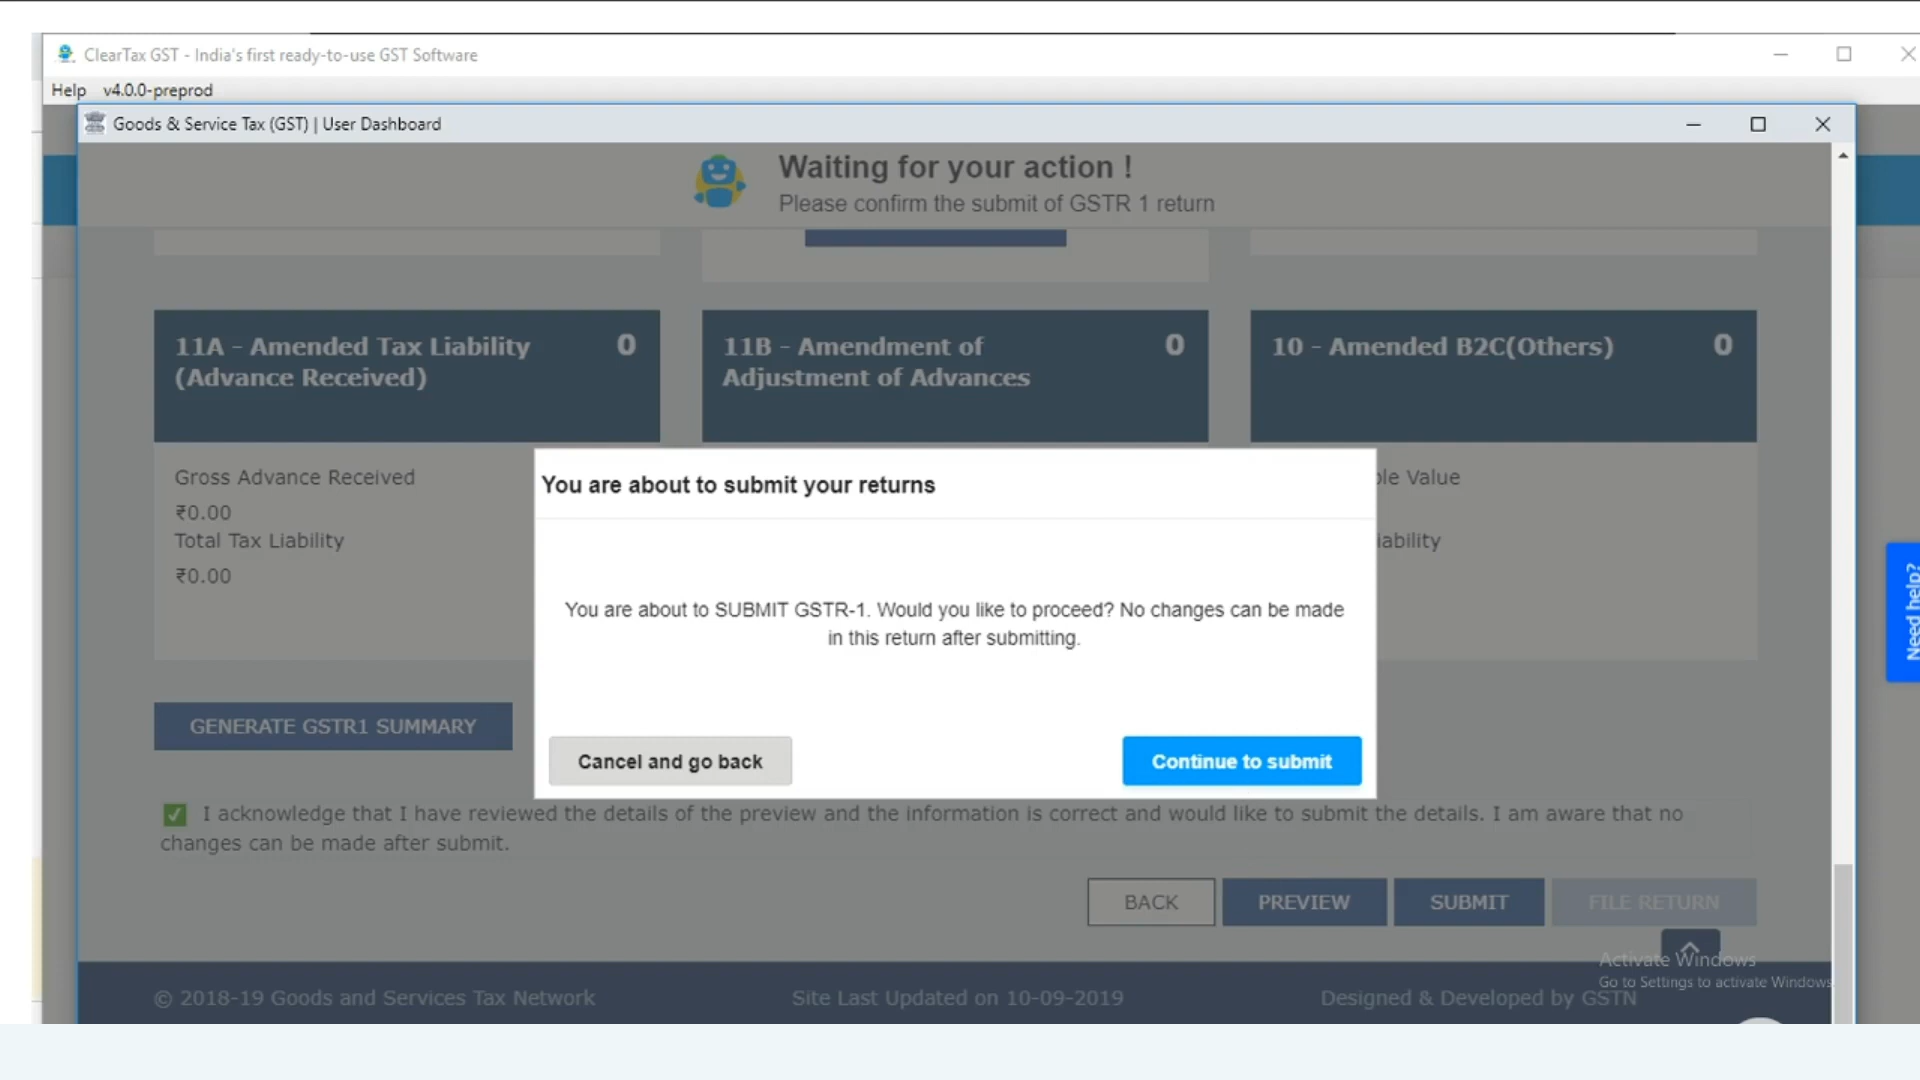 ClearTax GST - India's first ready-to-use GST Software
Help v4.0.0-preprod
Goods & Service Tax (GST) | User Dashboard
Waiting for your action !
Please confirm the submit of GSTR 1 return
11A - Amended Tax Liability (Advance Received) 0
11B - Amendment of Adjustment of Advances 0
10 - Amended B2C(Others) 0
Gross Advance Received
₹0.00
Total Tax Liability
₹0.00
Value
You are about to submit your returns
You are about to SUBMIT GSTR-1. Would you like to proceed? No changes can be made
in this return after submitting.
Cancel and go back
Continue to submit
Need help?
GENERATE GSTR1 SUMMARY
I acknowledge that I have reviewed the details of the preview and the information is correct and would like to submit the details. I am aware that no
changes can be made after submit.
BACK PREVIEW SUBMIT FILE RETURN
Activate Windows
Go to Settings to activate Windows
© 2018-19 Goods and Services Tax Network
Site Last Updated on 10-09-2019
Designed & Developed by GSTN